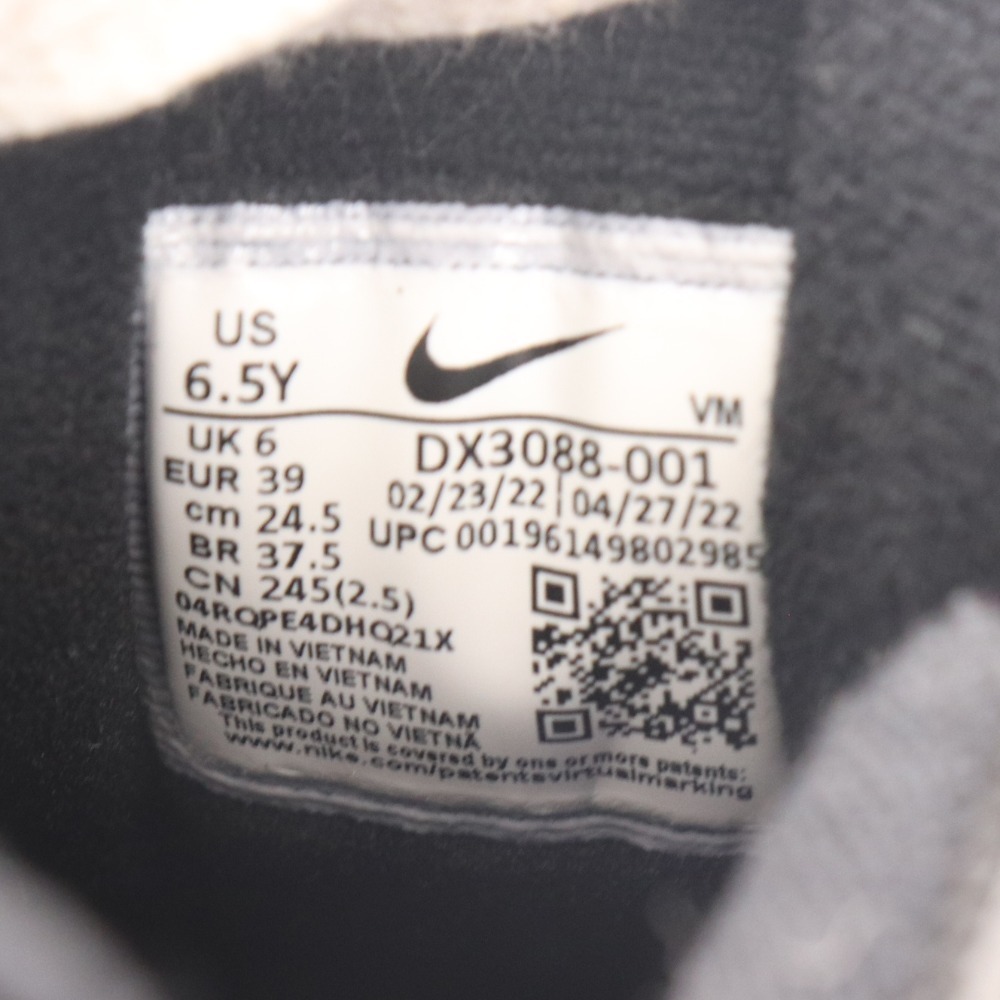 US
6.5Y
VM
UK 6
EUR 39
cm 24.5
BR 37.5
CN 245(2.5)
DX3088-001
02/23/22 | 04/27/22
UPC 00196149802985
04RQPE4DHQ21X
MADE IN VIETNAM
HECHO EN VIETNAM
FABRIQUE AU VIETNAM
FABRICADO NO VIETNÃ
This product is covered by one or more patents:
www.nike.com/patentsvirtualmarking